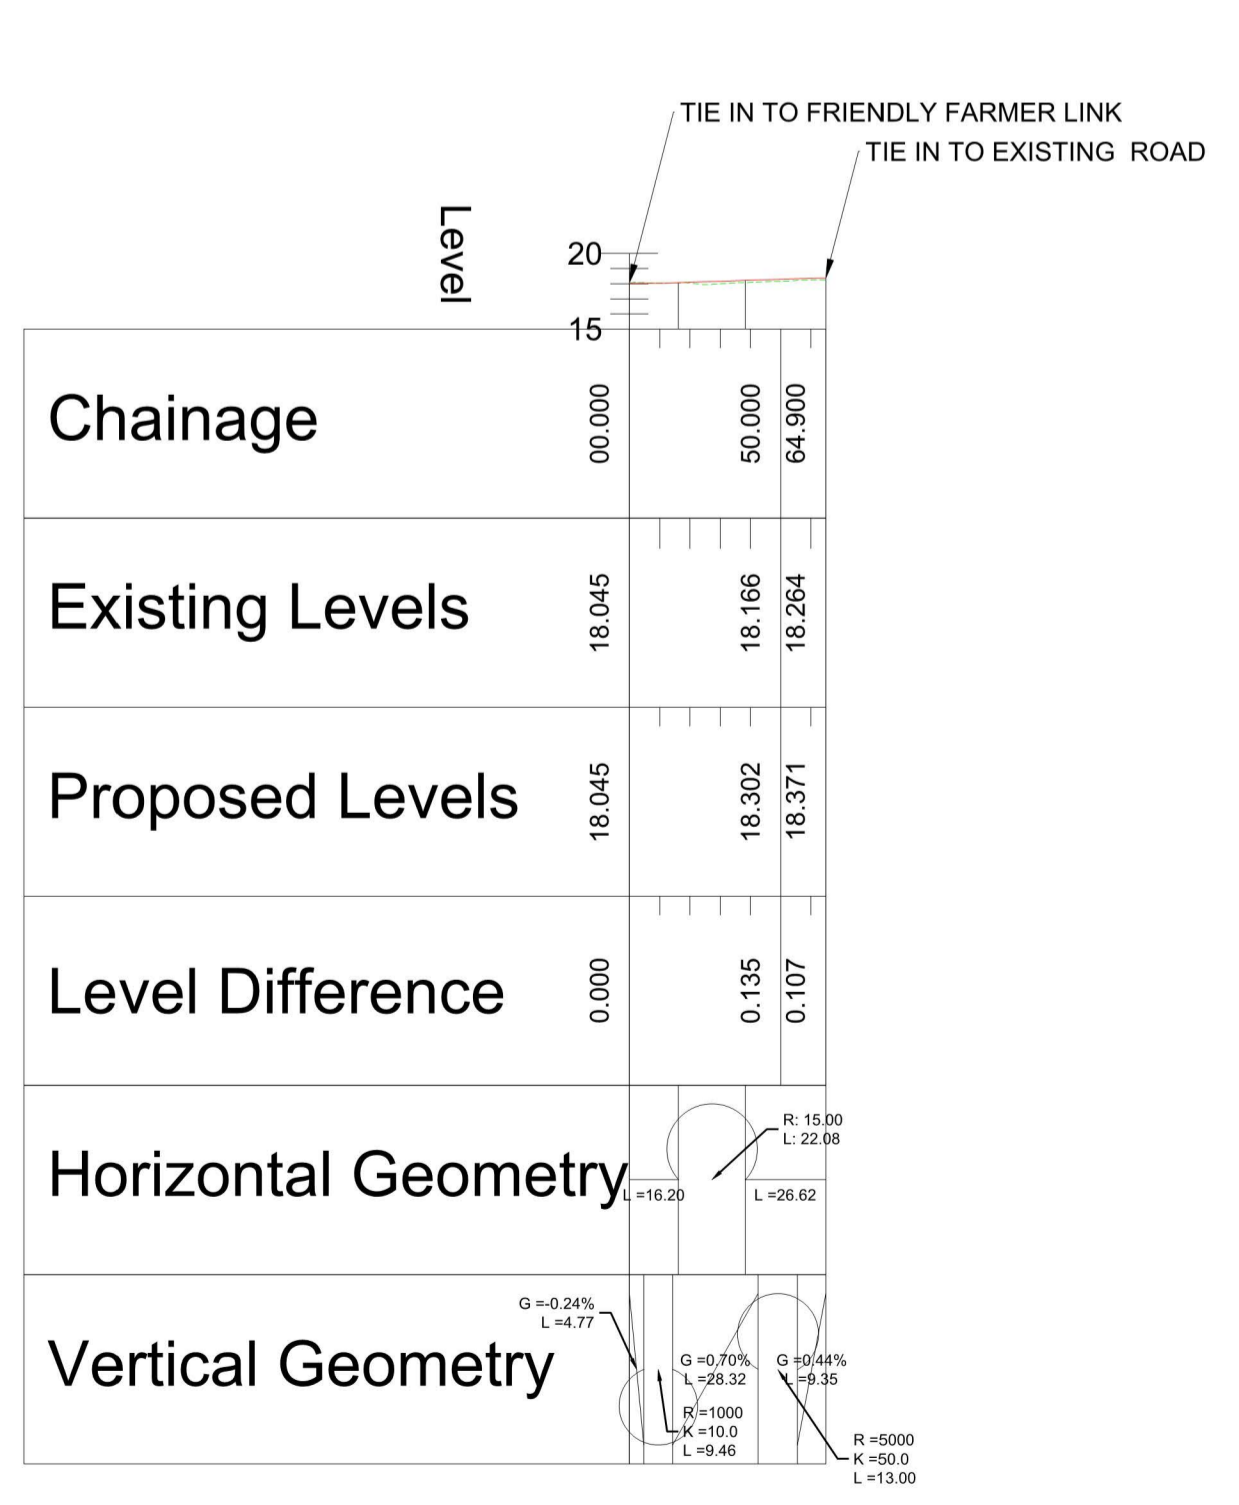 TIE IN TO FRIENDLY FARMER LINK
TIE IN TO EXISTING ROAD
Level
20
15
Chainage
00.000
50.000
64.900
Existing Levels
18.045
18.166
18.264
Proposed Levels
18.045
18.302
18.371
Level Difference
0.000
0.135
0.107
Horizontal Geometry
L =16.20
R: 15.00
L: 22.08
L =26.62
Vertical Geometry
G =-0.24%
L =4.77
G =0.70%
L =28.32
R =1000
K =10.0
L =9.46
G =0.44%
L =9.35
R =5000
K =50.0
L =13.00